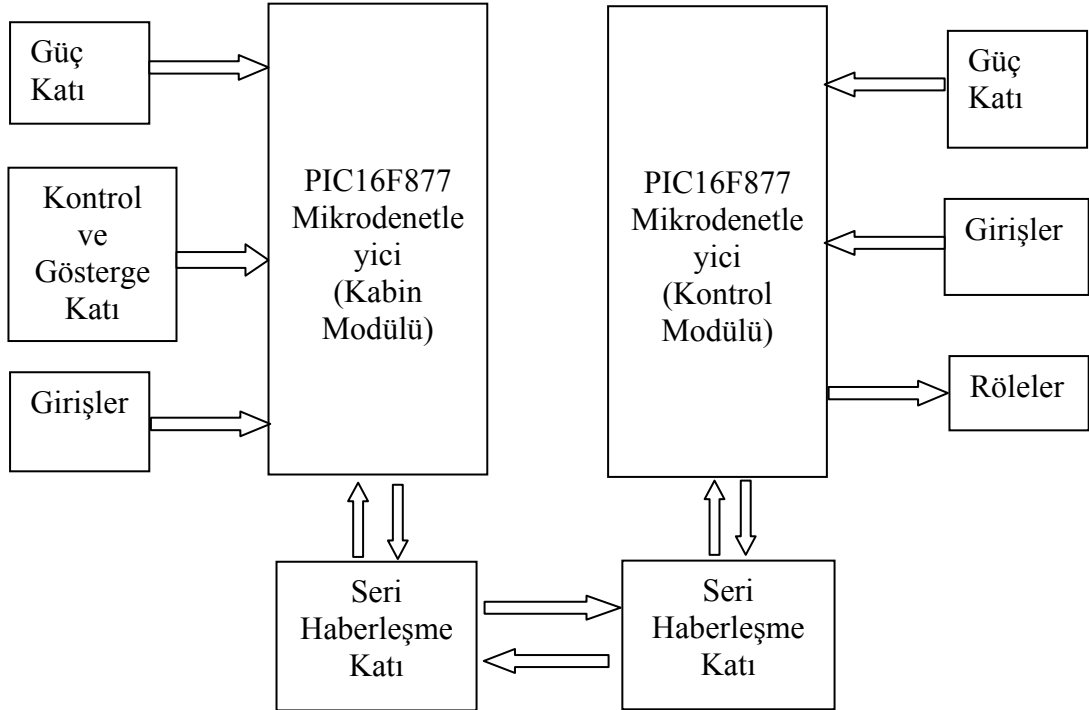 Güç
Katı
Kontrol
ve
Gösterge
Katı
Girişler
PIC16F877
Mikrodenetle
yici
(Kabin
Modülü)
PIC16F877
Mikrodenetle
yici
(Kontrol
Modülü)
Güç
Katı
Girişler
Röleler
Seri
Haberleşme
Katı
Seri
Haberleşme
Katı